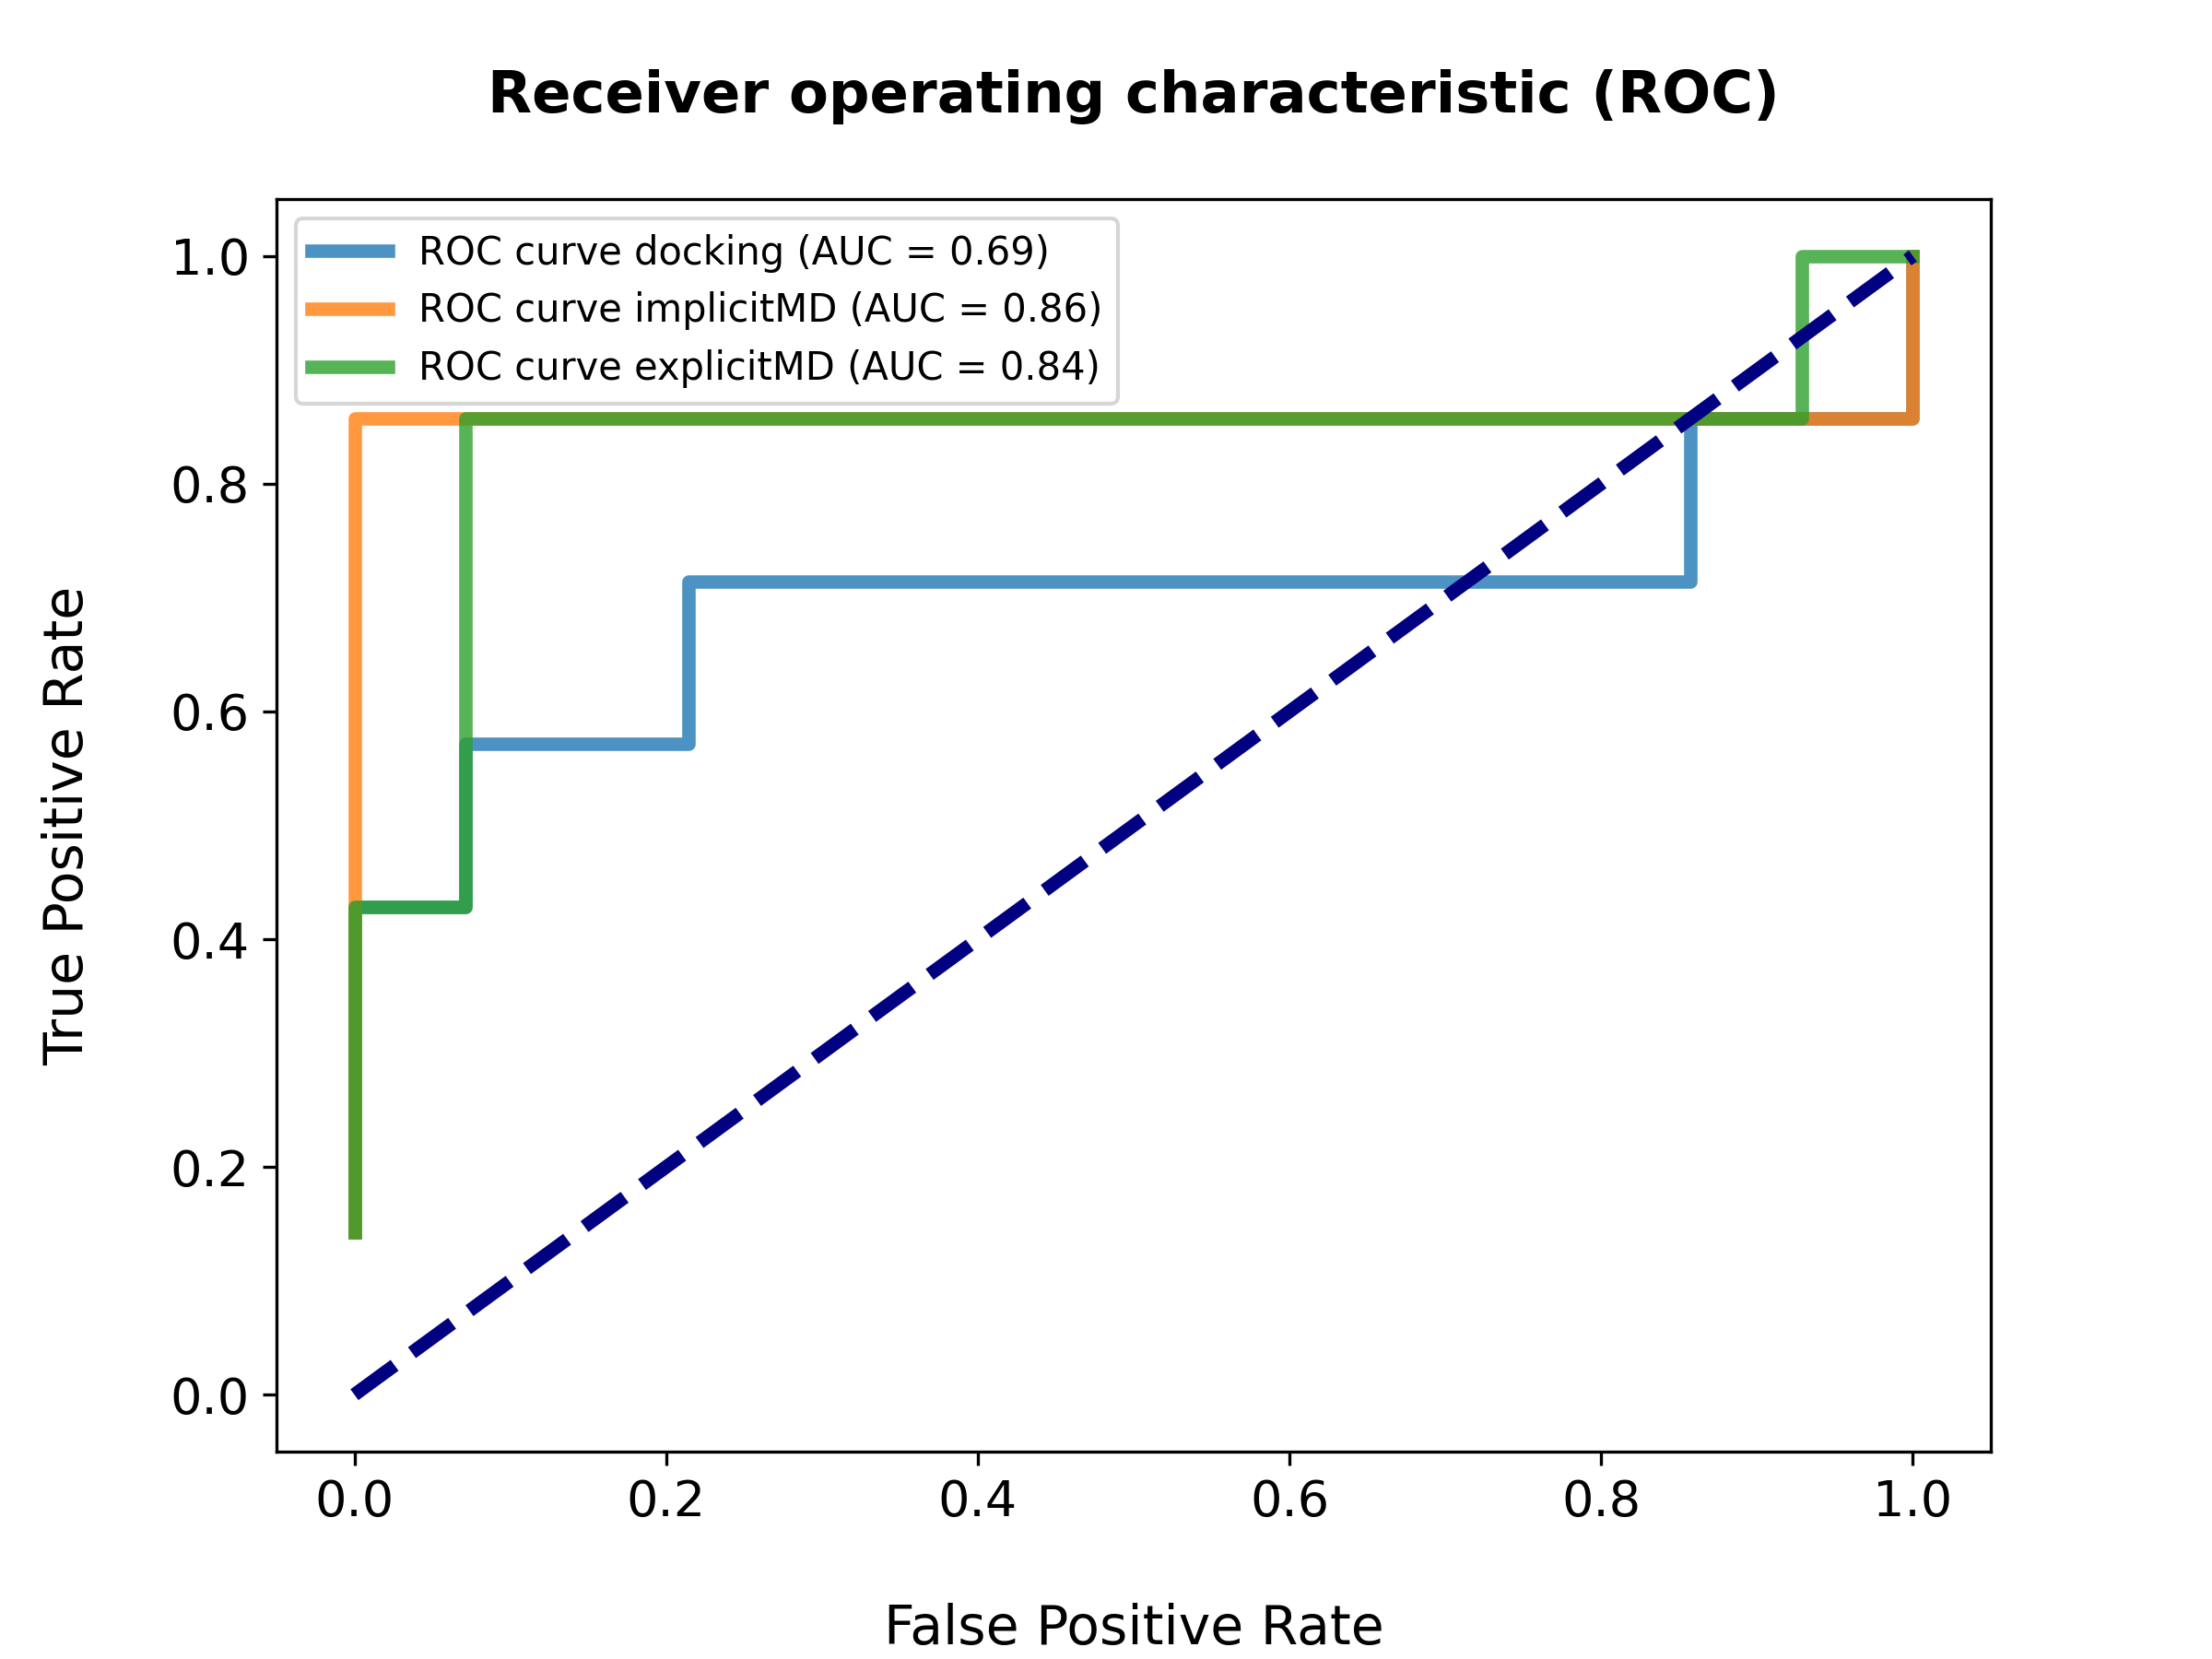 Receiver operating characteristic (ROC)
ROC curve docking (AUC = 0.69)
ROC curve implicitMD (AUC = 0.86)
ROC curve explicitMD (AUC = 0.84)
True Positive Rate
1.0
0.8
0.6
0.4
0.2
0.0
0.0 0.2 0.4 0.6 0.8 1.0
False Positive Rate